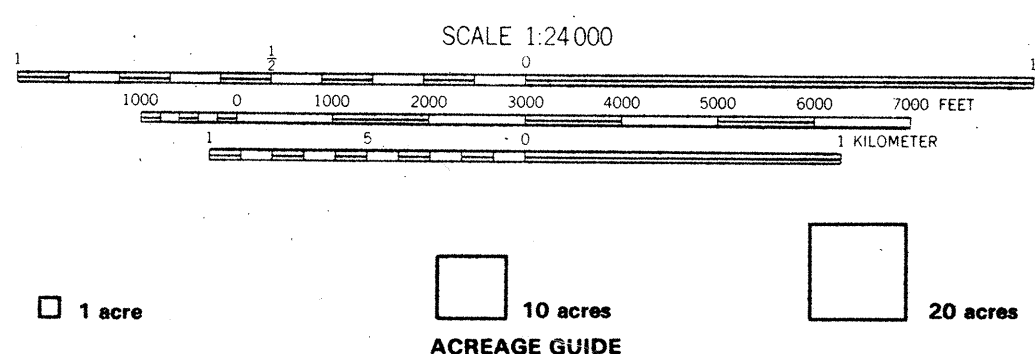 SCALE 1:24 000
1 1/2 0 1
1000 0 1000 2000 3000 4000 5000 6000 7000 FEET
1 5 0 1 KILOMETER
1 acre 10 acres 20 acres
ACREAGE GUIDE